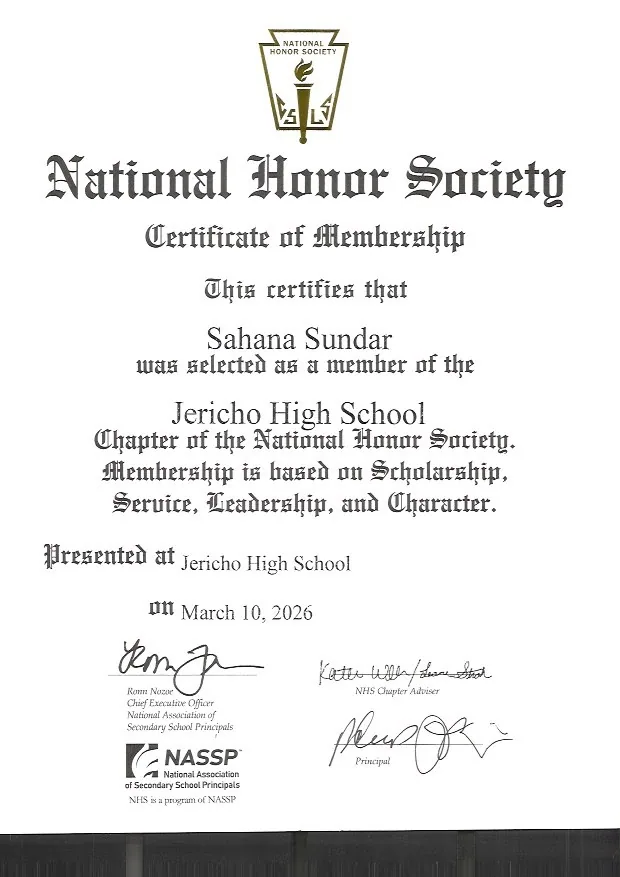 NATIONAL
HONOR SOCIETY
C S L S
National Honor Society
Certificate of Membership
This certifies that
Sahana Sundar
was selected as a member of the
Jericho High School
Chapter of the National Honor Society.
Membership is based on Scholarship,
Service, Leadership, and Character.
Presented at Jericho High School
on March 10, 2026
Ronn Nozoe
Chief Executive Officer
National Association of
Secondary School Principals
NHS Chapter Adviser
Principal
NASSP™
National Association
of Secondary School Principals
NHS is a program of NASSP